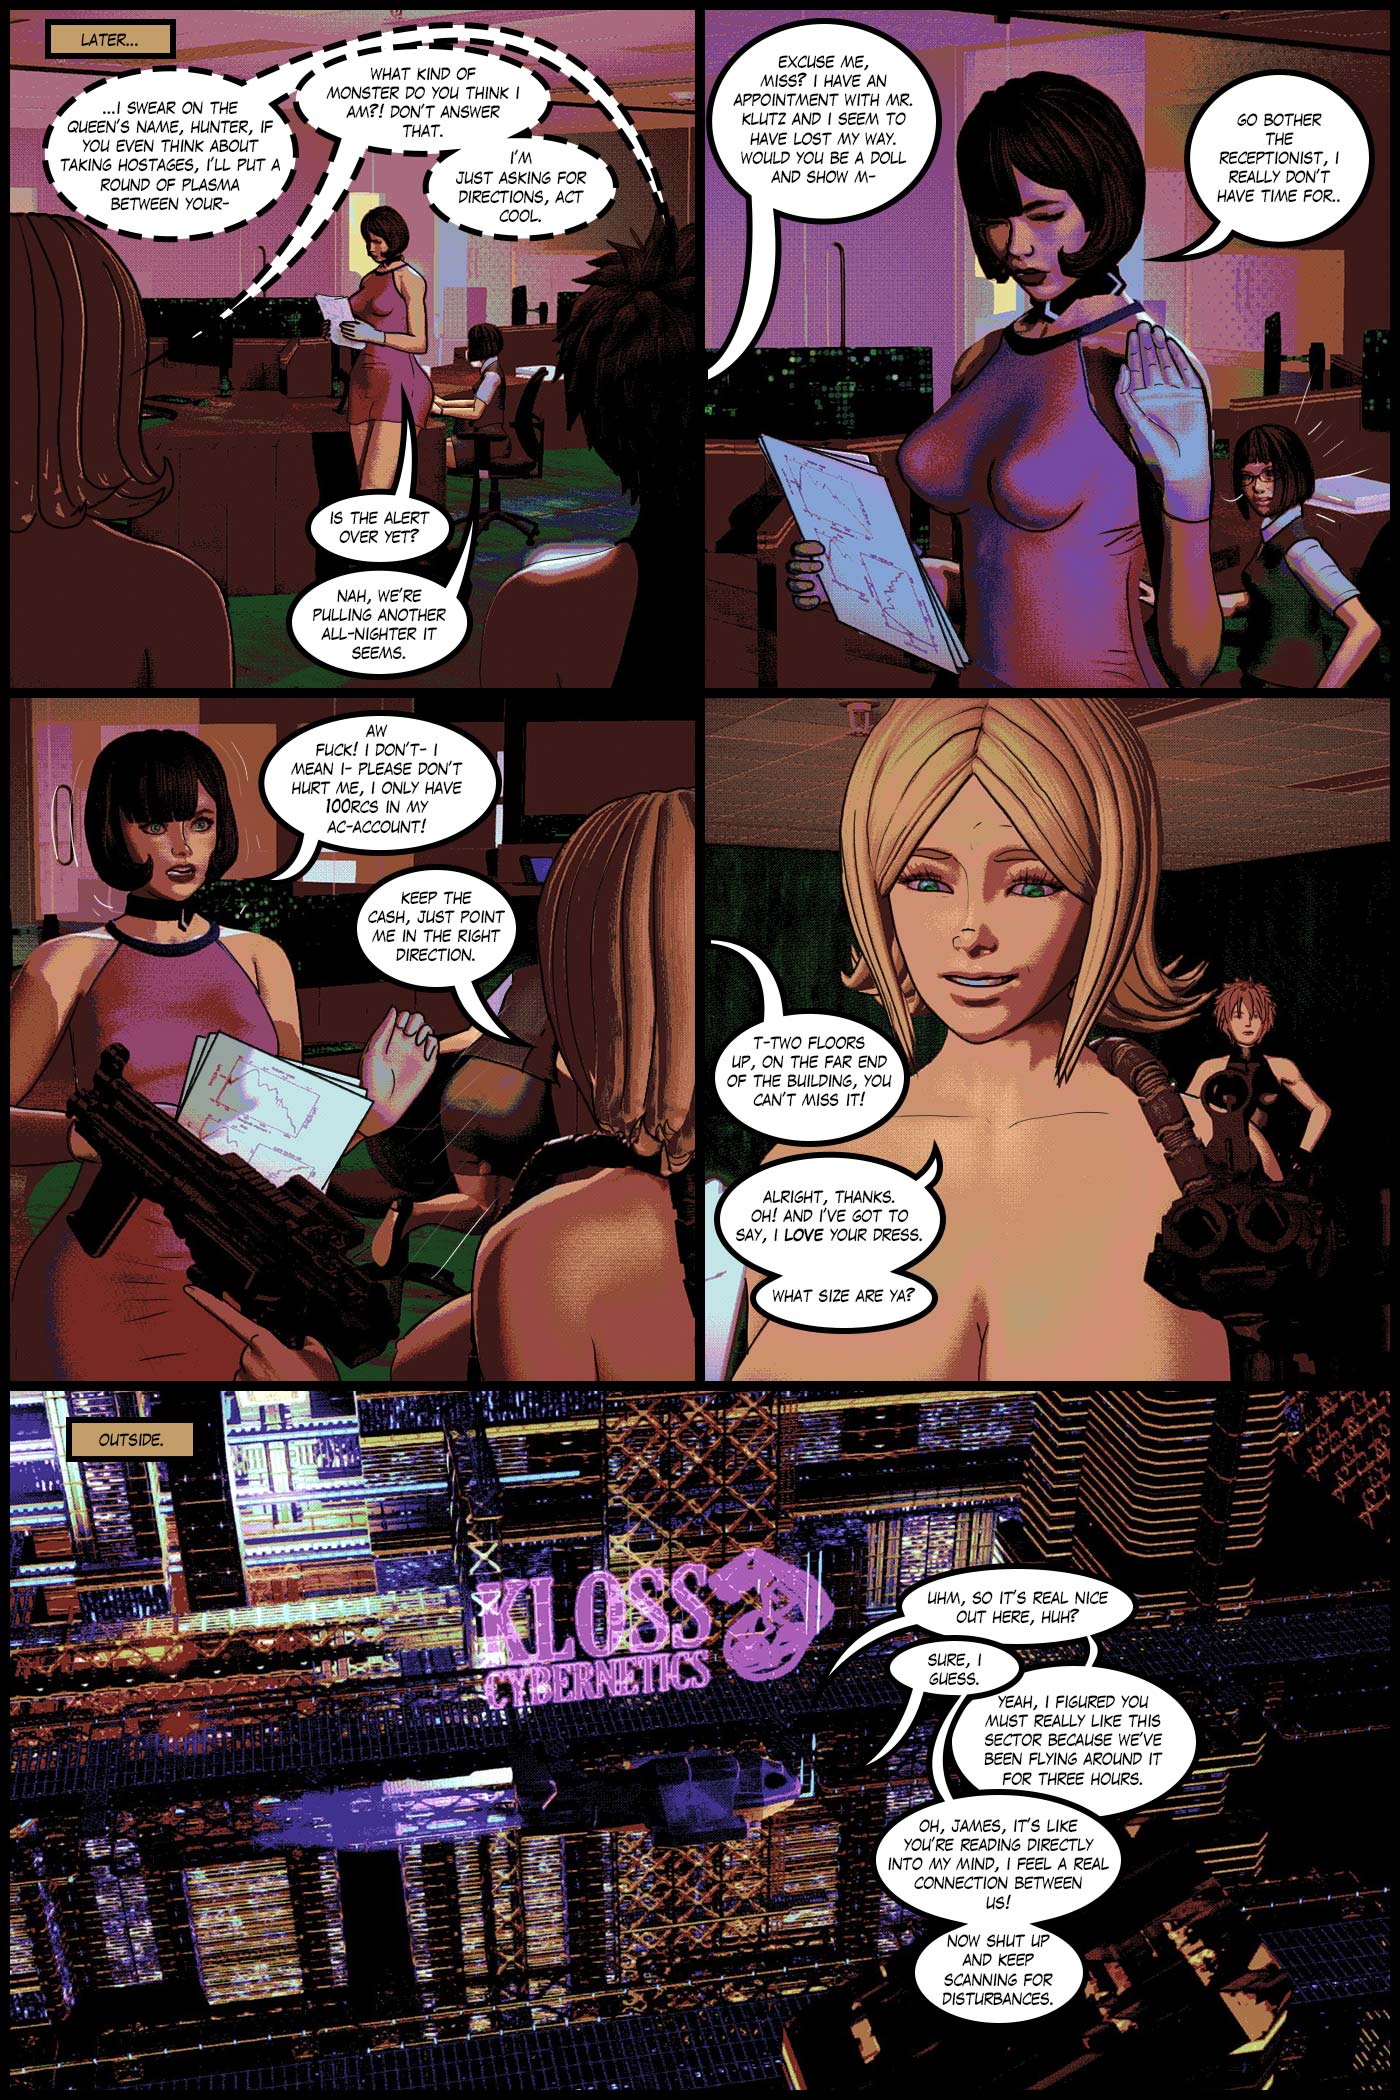 LATER...
...I SWEAR ON THE
QUEEN'S NAME, HUNTER, IF
YOU EVEN THINK ABOUT
TAKING HOSTAGES, I'LL PUT A
ROUND OF PLASMA
BETWEEN YOUR-
WHAT KIND OF
MONSTER DO YOU THINK I
AM?! DON'T ANSWER
THAT.
I'M
JUST ASKING FOR
DIRECTIONS, ACT
COOL.
IS THE ALERT
OVER YET?
NAH, WE'RE
PULLING ANOTHER
ALL-NIGHTER IT
SEEMS.
EXCUSE ME,
MISS? I HAVE AN
APPOINTMENT WITH MR.
KLUTZ AND I SEEM TO
HAVE LOST MY WAY.
WOULD YOU BE A DOLL
AND SHOW M-
GO BOTHER
THE
RECEPTIONIST, I
REALLY DON'T
HAVE TIME FOR..
AW
FUCK! I DON'T- I
MEAN I- PLEASE DON'T
HURT ME, I ONLY HAVE
100RCS IN MY
AC-ACCOUNT!
KEEP THE
CASH, JUST POINT
ME IN THE RIGHT
DIRECTION.
T-TWO FLOORS
UP, ON THE FAR END
OF THE BUILDING, YOU
CAN'T MISS IT!
ALRIGHT, THANKS.
OH! AND I'VE GOT TO
SAY, I LOVE YOUR DRESS.
WHAT SIZE ARE YA?
OUTSIDE.
KLOSS
CYBERNETICS
UHM, SO IT'S REAL NICE
OUT HERE, HUH?
SURE, I
GUESS.
YEAH, I FIGURED YOU
MUST REALLY LIKE THIS
SECTOR BECAUSE WE'VE
BEEN FLYING AROUND IT
FOR THREE HOURS.
OH, JAMES, IT'S LIKE
YOU'RE READING DIRECTLY
INTO MY MIND, I FEEL A REAL
CONNECTION BETWEEN
US!
NOW SHUT UP
AND KEEP
SCANNING FOR
DISTURBANCES.